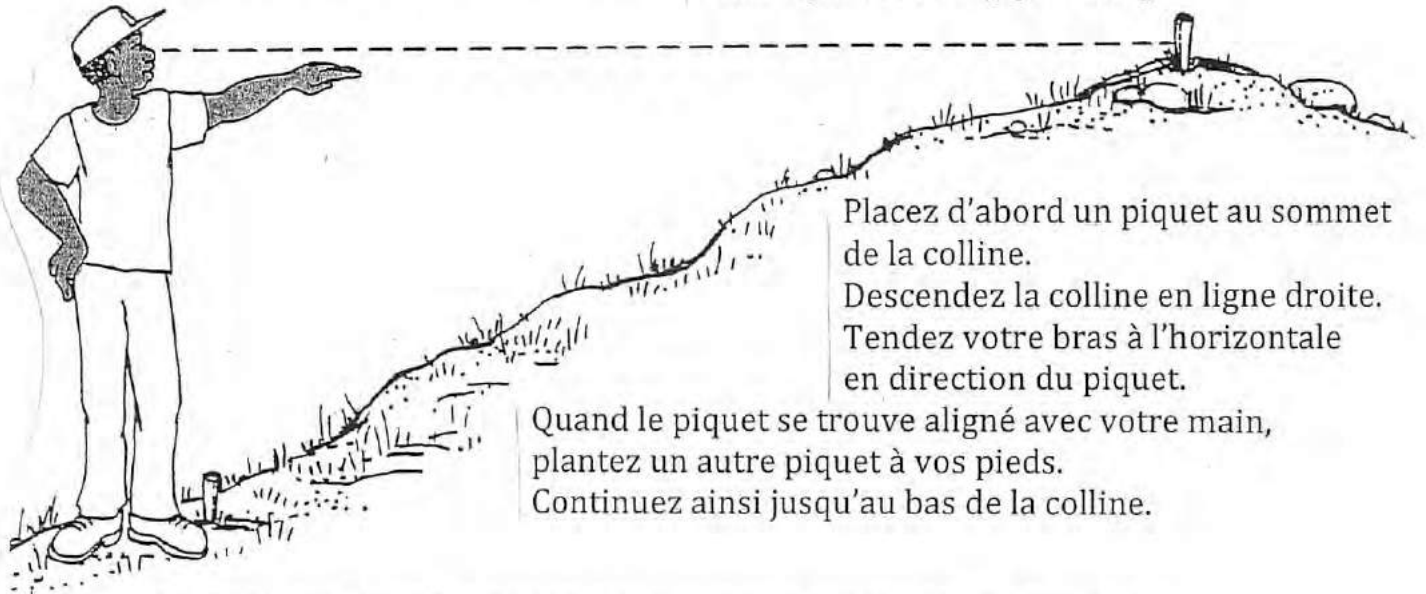 Placez d'abord un piquet au sommet
de la colline.
Descendez la colline en ligne droite.
Tendez votre bras à l'horizontale
en direction du piquet.
Quand le piquet se trouve aligné avec votre main,
plantez un autre piquet à vos pieds.
Continuez ainsi jusqu'au bas de la colline.